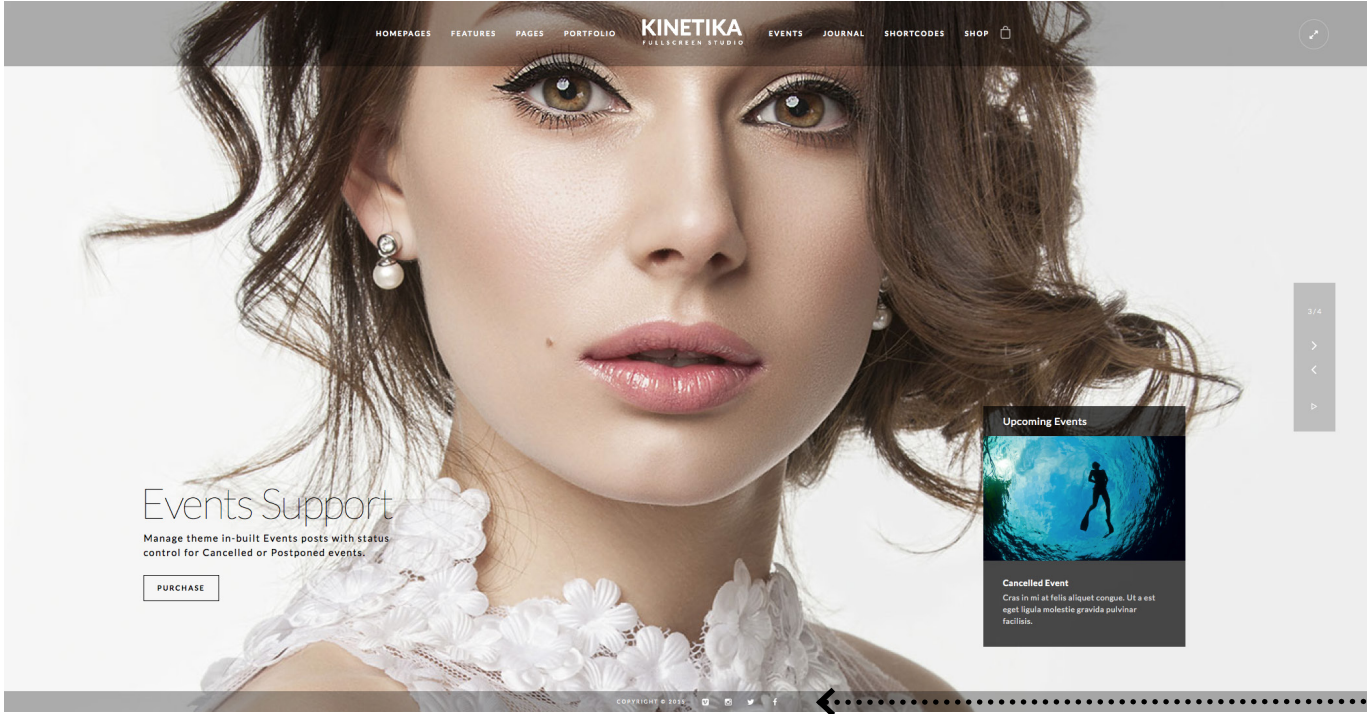 HOMEPAGES FEATURES PAGES PORTFOLIO KINETIKA EVENTS JOURNAL SHORTCODES SHOP
FULLSCREEN STUDIO
3/4
Upcoming Events
Events Support
Manage theme in-built Events posts with status
control for Cancelled or Postponed events.
PURCHASE
Cancelled Event
Cras in mi at felis aliquet congue. Ut a est
eget ligula molestie gravida pulvinar
facilisis.
COPYRIGHT © 2015